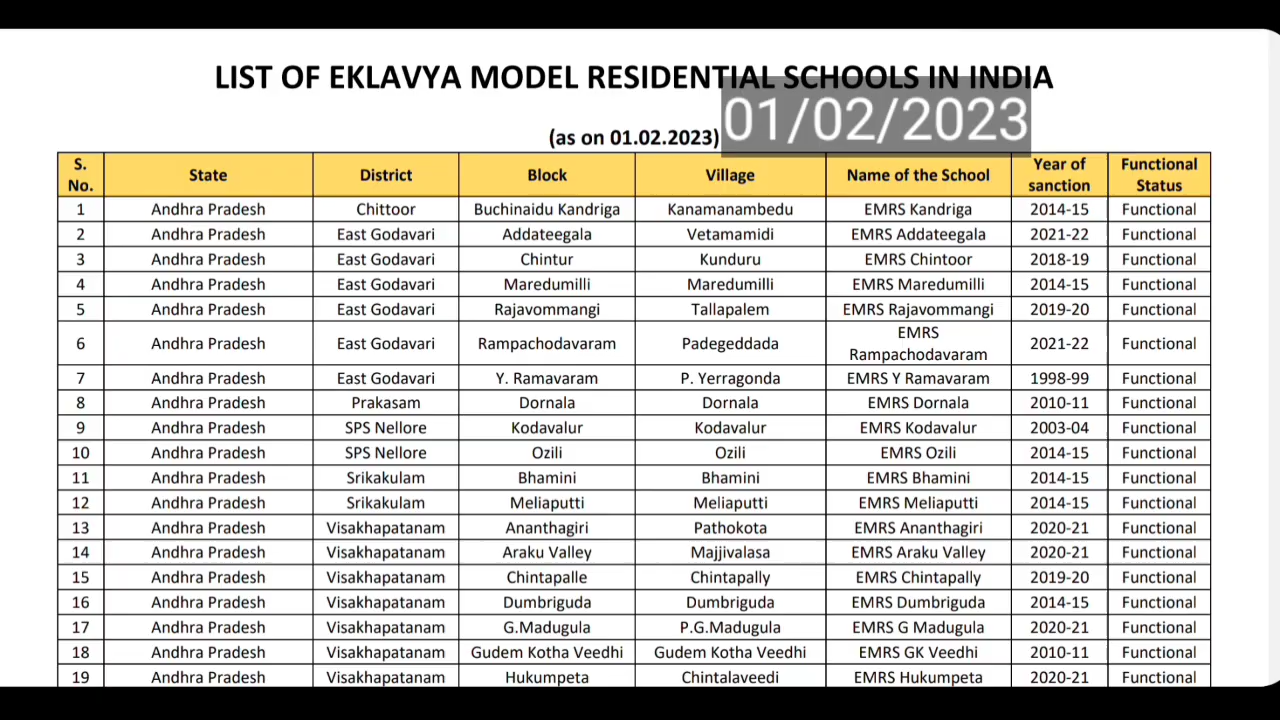 LIST OF EKLAVYA MODEL RESIDENTIAL SCHOOLS IN INDIA
(as on 01.02.2023) 01/02/2023
S. No. State District Block Village Name of the School Year of sanction Functional Status
1 Andhra Pradesh Chittoor Buchinaidu Kandriga Kanamanambedu EMRS Kandriga 2014-15 Functional
2 Andhra Pradesh East Godavari Addateegala Vetamamidi EMRS Addateegala 2021-22 Functional
3 Andhra Pradesh East Godavari Chintur Kunduru EMRS Chintoor 2018-19 Functional
4 Andhra Pradesh East Godavari Maredumilli Maredumilli EMRS Maredumilli 2014-15 Functional
5 Andhra Pradesh East Godavari Rajavommangi Tallapalem EMRS Rajavommangi 2019-20 Functional
6 Andhra Pradesh East Godavari Rampachodavaram Padegeddada EMRS Rampachodavaram 2021-22 Functional
7 Andhra Pradesh East Godavari Y. Ramavaram P. Yerragonda EMRS Y Ramavaram 1998-99 Functional
8 Andhra Pradesh Prakasam Dornala Dornala EMRS Dornala 2010-11 Functional
9 Andhra Pradesh SPS Nellore Kodavalur Kodavalur EMRS Kodavalur 2003-04 Functional
10 Andhra Pradesh SPS Nellore Ozili Ozili EMRS Ozili 2014-15 Functional
11 Andhra Pradesh Srikakulam Bhamini Bhamini EMRS Bhamini 2014-15 Functional
12 Andhra Pradesh Srikakulam Meliaputti Meliaputti EMRS Meliaputti 2014-15 Functional
13 Andhra Pradesh Visakhapatanam Ananthagiri Pathokota EMRS Ananthagiri 2020-21 Functional
14 Andhra Pradesh Visakhapatanam Araku Valley Majjivalasa EMRS Araku Valley 2020-21 Functional
15 Andhra Pradesh Visakhapatanam Chintapalle Chintapally EMRS Chintapally 2019-20 Functional
16 Andhra Pradesh Visakhapatanam Dumbriguda Dumbriguda EMRS Dumbriguda 2014-15 Functional
17 Andhra Pradesh Visakhapatanam G.Madugula P.G.Madugula EMRS G Madugula 2020-21 Functional
18 Andhra Pradesh Visakhapatanam Gudem Kotha Veedhi Gudem Kotha Veedhi EMRS GK Veedhi 2010-11 Functional
19 Andhra Pradesh Visakhapatanam Hukumpeta Chintalaveedi EMRS Hukumpeta 2020-21 Functional